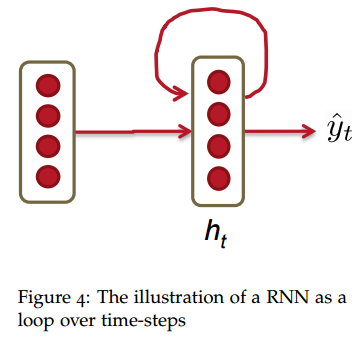 ŷt
ht
Figure 4: The illustration of a RNN as a
loop over time-steps